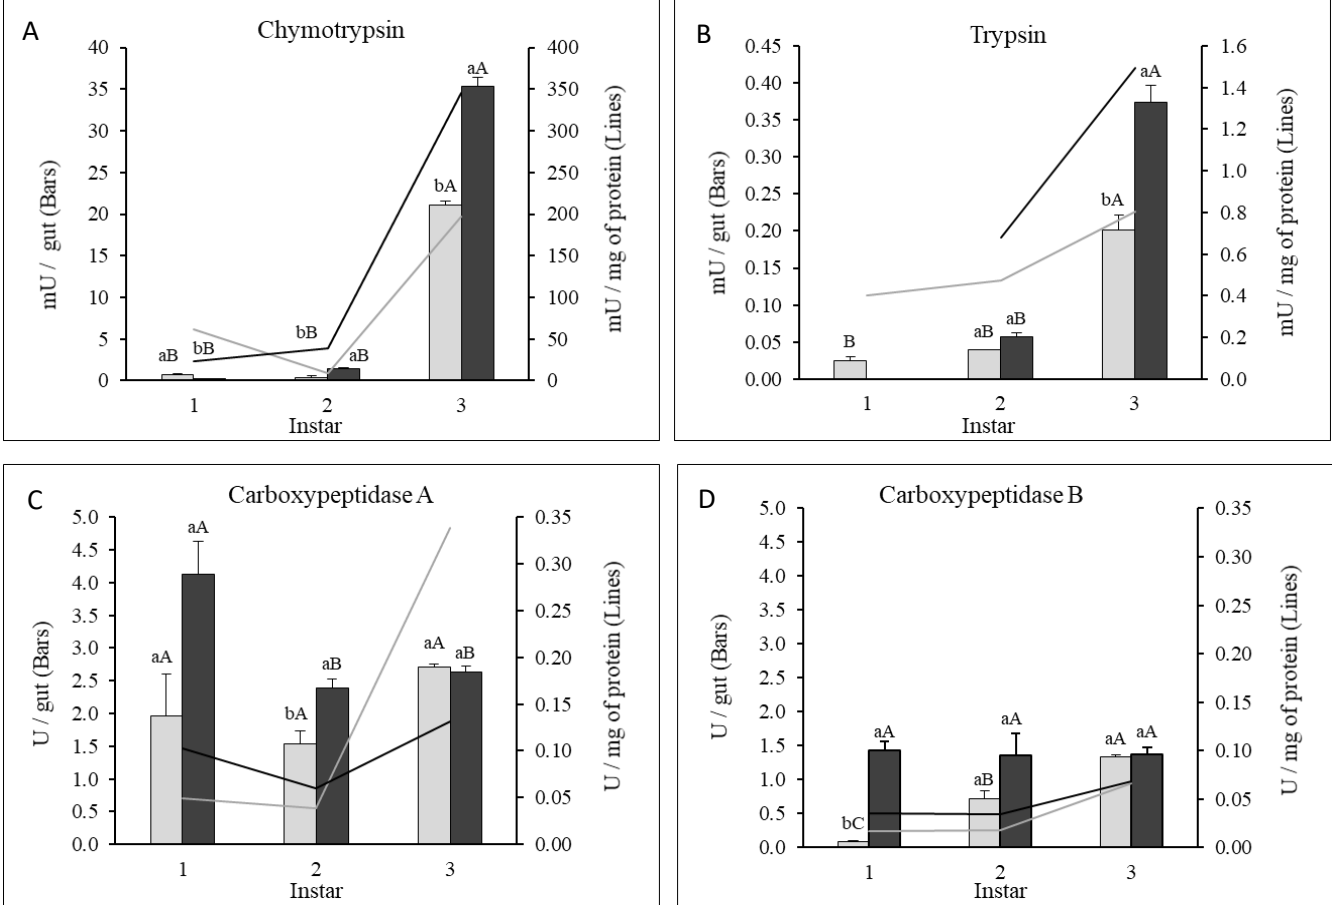 A
Chymotrypsin
mU / gut (Bars)
40
35
30
25
20
15
10
5
0
400
350
300
250
200
150
100
50
0
mU / mg of protein (Lines)
aB
bB
bB
aB
bA
aA
1
2
3
Instar
B
Trypsin
mU / gut (Bars)
0.45
0.40
0.35
0.30
0.25
0.20
0.15
0.10
0.05
0.00
1.6
1.4
1.2
1.0
0.8
0.6
0.4
0.2
0.0
mU / mg of protein (Lines)
B
aB
aB
bA
aA
1
2
3
Instar
C
Carboxypeptidase A
U / gut (Bars)
5.0
4.5
4.0
3.5
3.0
2.5
2.0
1.5
1.0
0.5
0.0
0.35
0.30
0.25
0.20
0.15
0.10
0.05
0.00
U / mg of protein (Lines)
aA
aA
bA
aB
aA
aB
1
2
3
Instar
D
Carboxypeptidase B
U / gut (Bars)
5.0
4.5
4.0
3.5
3.0
2.5
2.0
1.5
1.0
0.5
0.0
0.35
0.30
0.25
0.20
0.15
0.10
0.05
0.00
U / mg of protein (Lines)
bC
aA
aB
aA
aA
aA
1
2
3
Instar